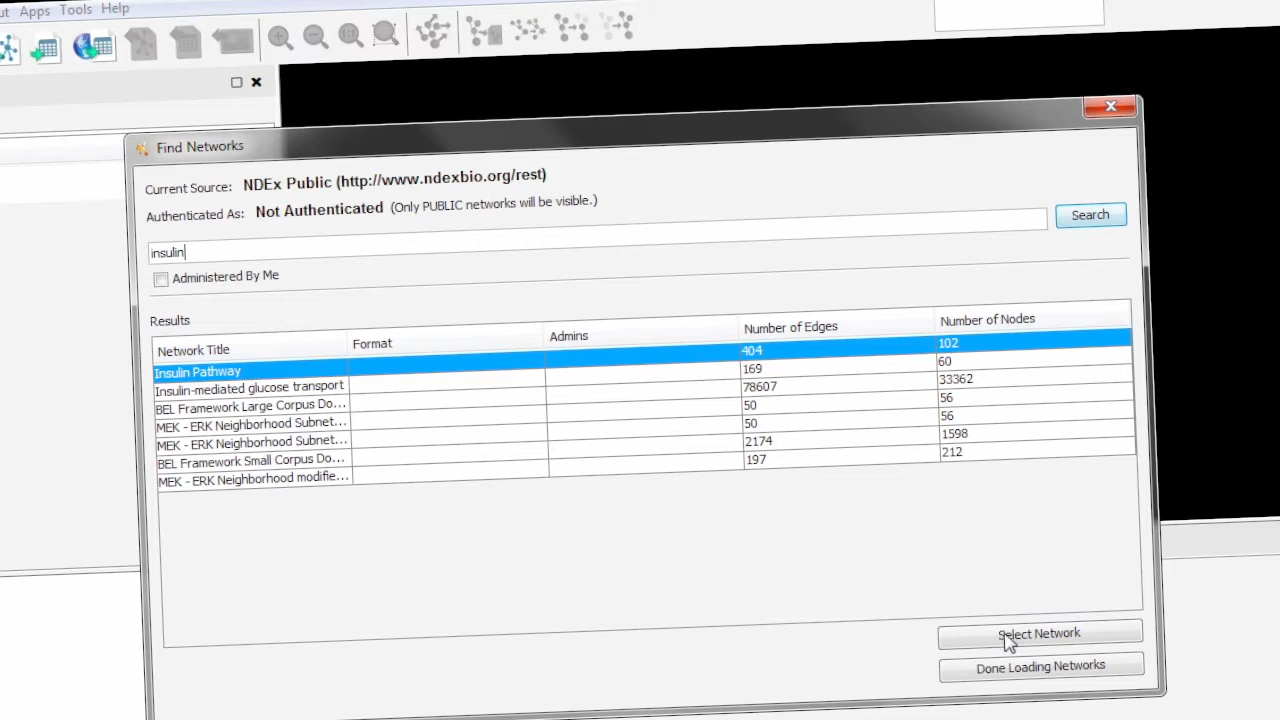 Apps Tools Help
Find Networks
Current Source: NDEx Public (http://www.ndexbio.org/rest)
Authenticated As: Not Authenticated (Only PUBLIC networks will be visible.)
insulin
Search
Administered By Me
Results
Network Title Format Admins Number of Edges Number of Nodes
Insulin Pathway 404 102
Insulin-mediated glucose transport 169 60
BEL Framework Large Corpus Do... 78607 33362
MEK - ERK Neighborhood Subnet... 50 56
MEK - ERK Neighborhood Subnet... 50 56
BEL Framework Small Corpus Do... 2174 1598
MEK - ERK Neighborhood modifie... 197 212
Select Network
Done Loading Networks